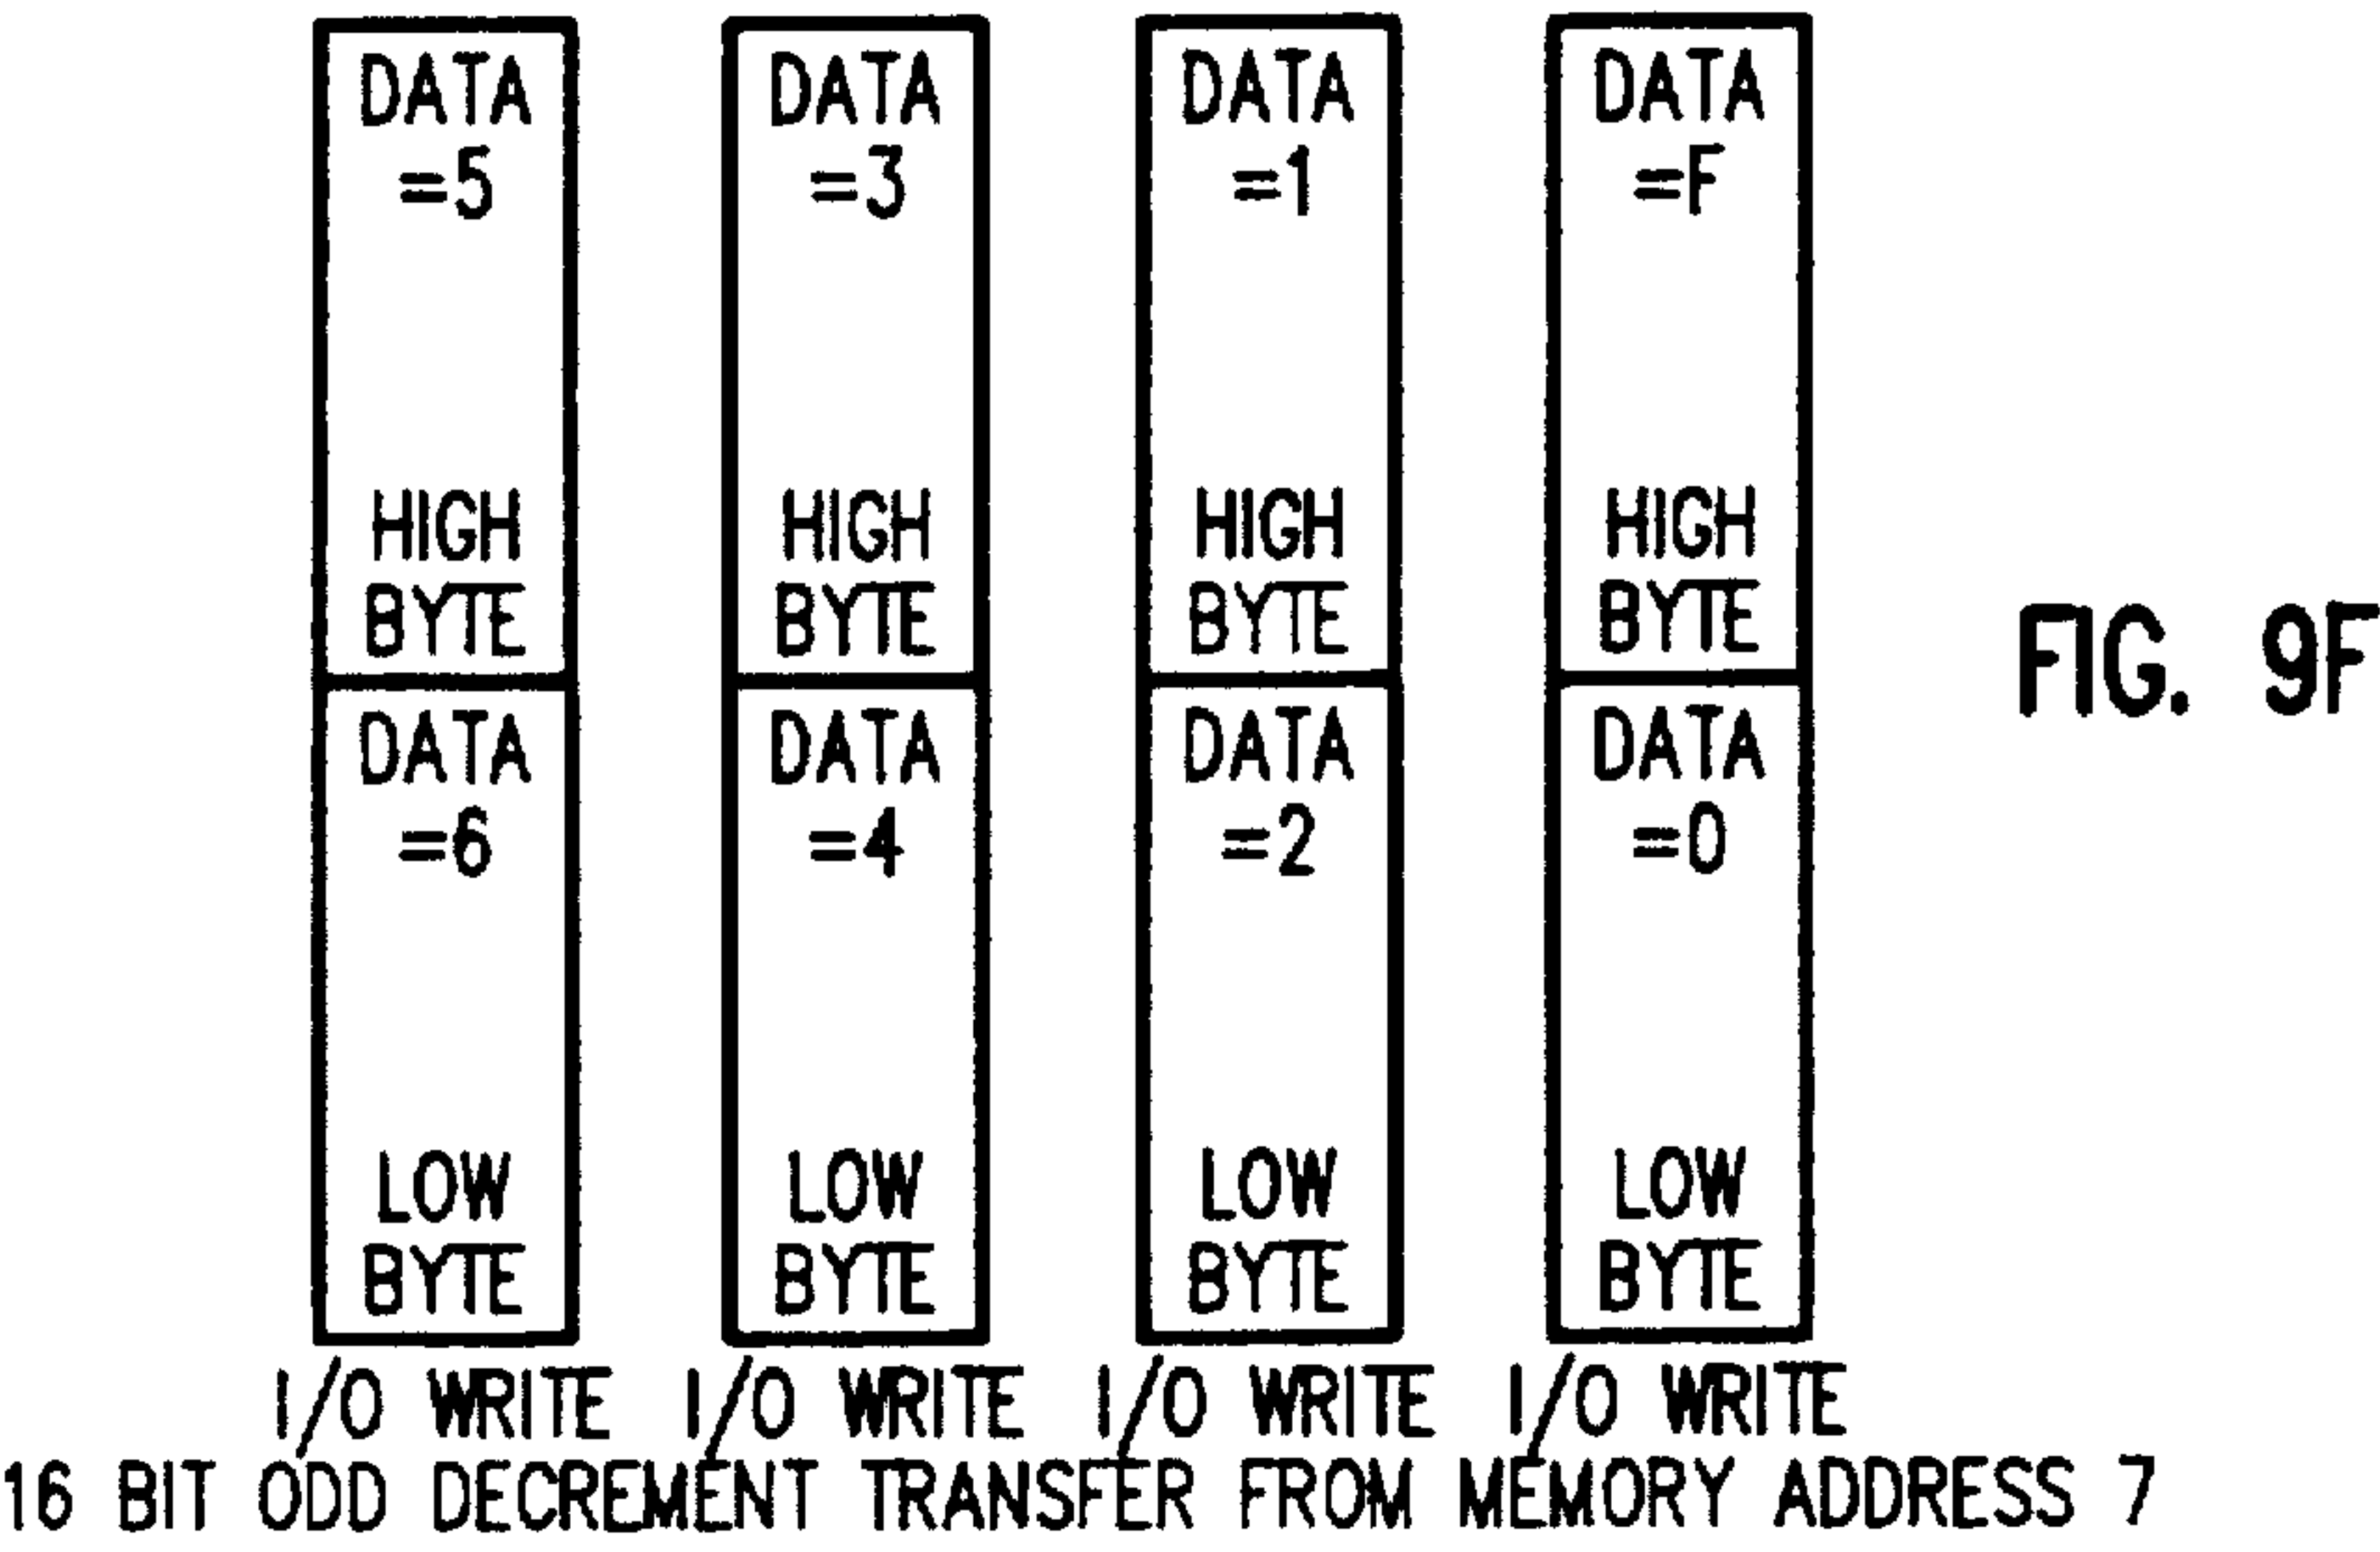 DATA
=5
HIGH
BYTE
DATA
=6
LOW
BYTE
I/O WRITE
DATA
=3
HIGH
BYTE
DATA
=4
LOW
BYTE
I/O WRITE
DATA
=1
HIGH
BYTE
DATA
=2
LOW
BYTE
I/O WRITE
DATA
=F
HIGH
BYTE
DATA
=0
LOW
BYTE
I/O WRITE
16 BIT ODD DECREMENT TRANSFER FROM MEMORY ADDRESS 7
FIG. 9F